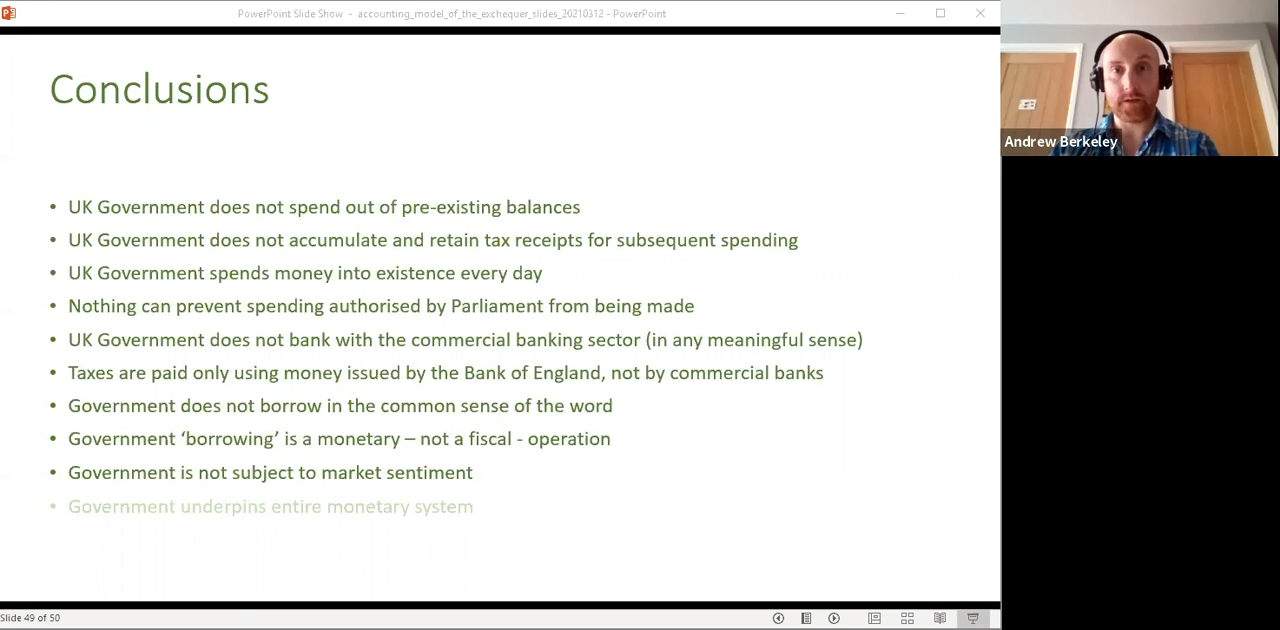 PowerPoint Slide Show - accounting_model_of_the_exchequer_slides_20210312 - PowerPoint
Conclusions
• UK Government does not spend out of pre-existing balances
• UK Government does not accumulate and retain tax receipts for subsequent spending
• UK Government spends money into existence every day
• Nothing can prevent spending authorised by Parliament from being made
• UK Government does not bank with the commercial banking sector (in any meaningful sense)
• Taxes are paid only using money issued by the Bank of England, not by commercial banks
• Government does not borrow in the common sense of the word
• Government ‘borrowing’ is a monetary – not a fiscal - operation
• Government is not subject to market sentiment
• Government underpins entire monetary system
Slide 49 of 50
Andrew Berkeley